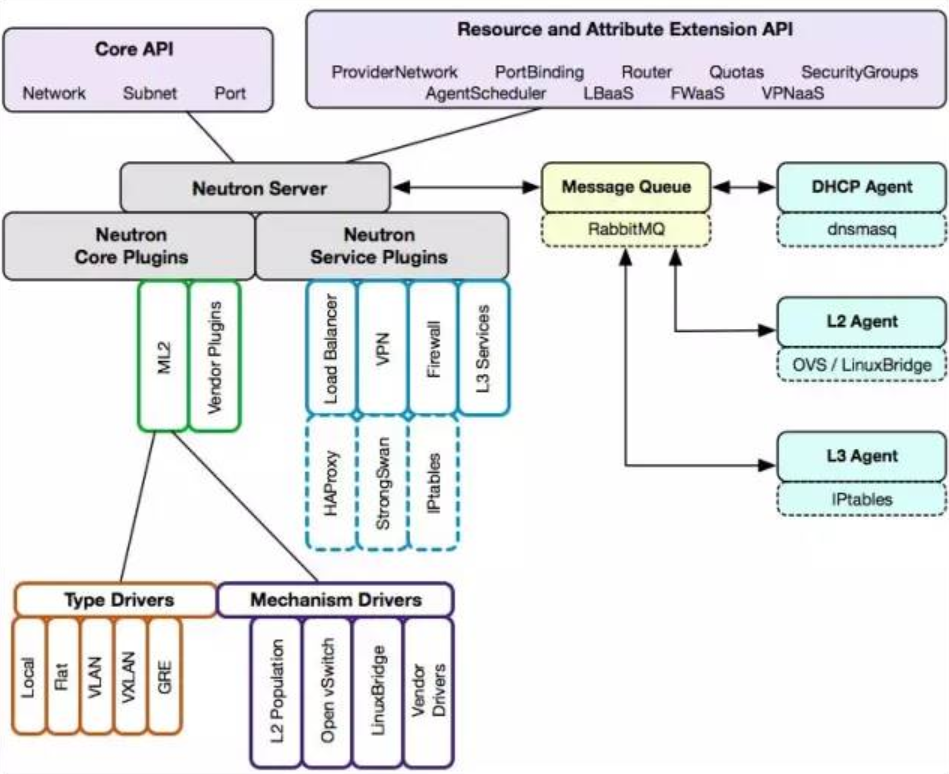 Core API
Network Subnet Port
Resource and Attribute Extension API
ProviderNetwork PortBinding Router Quotas SecurityGroups
AgentScheduler LBaaS FWaaS VPNaaS
Neutron Server
Message Queue
RabbitMQ
DHCP Agent
dnsmasq
Neutron
Core Plugins
Neutron
Service Plugins
ML2
Vendor Plugins
Load Balancer
VPN
Firewall
L3 Services
HAProxy
StrongSwan
IPtables
L2 Agent
OVS / LinuxBridge
L3 Agent
IPtables
Type Drivers
Local
Flat
VLAN
VXLAN
GRE
Mechanism Drivers
L2 Population
Open vSwitch
LinuxBridge
Vendor
Drivers